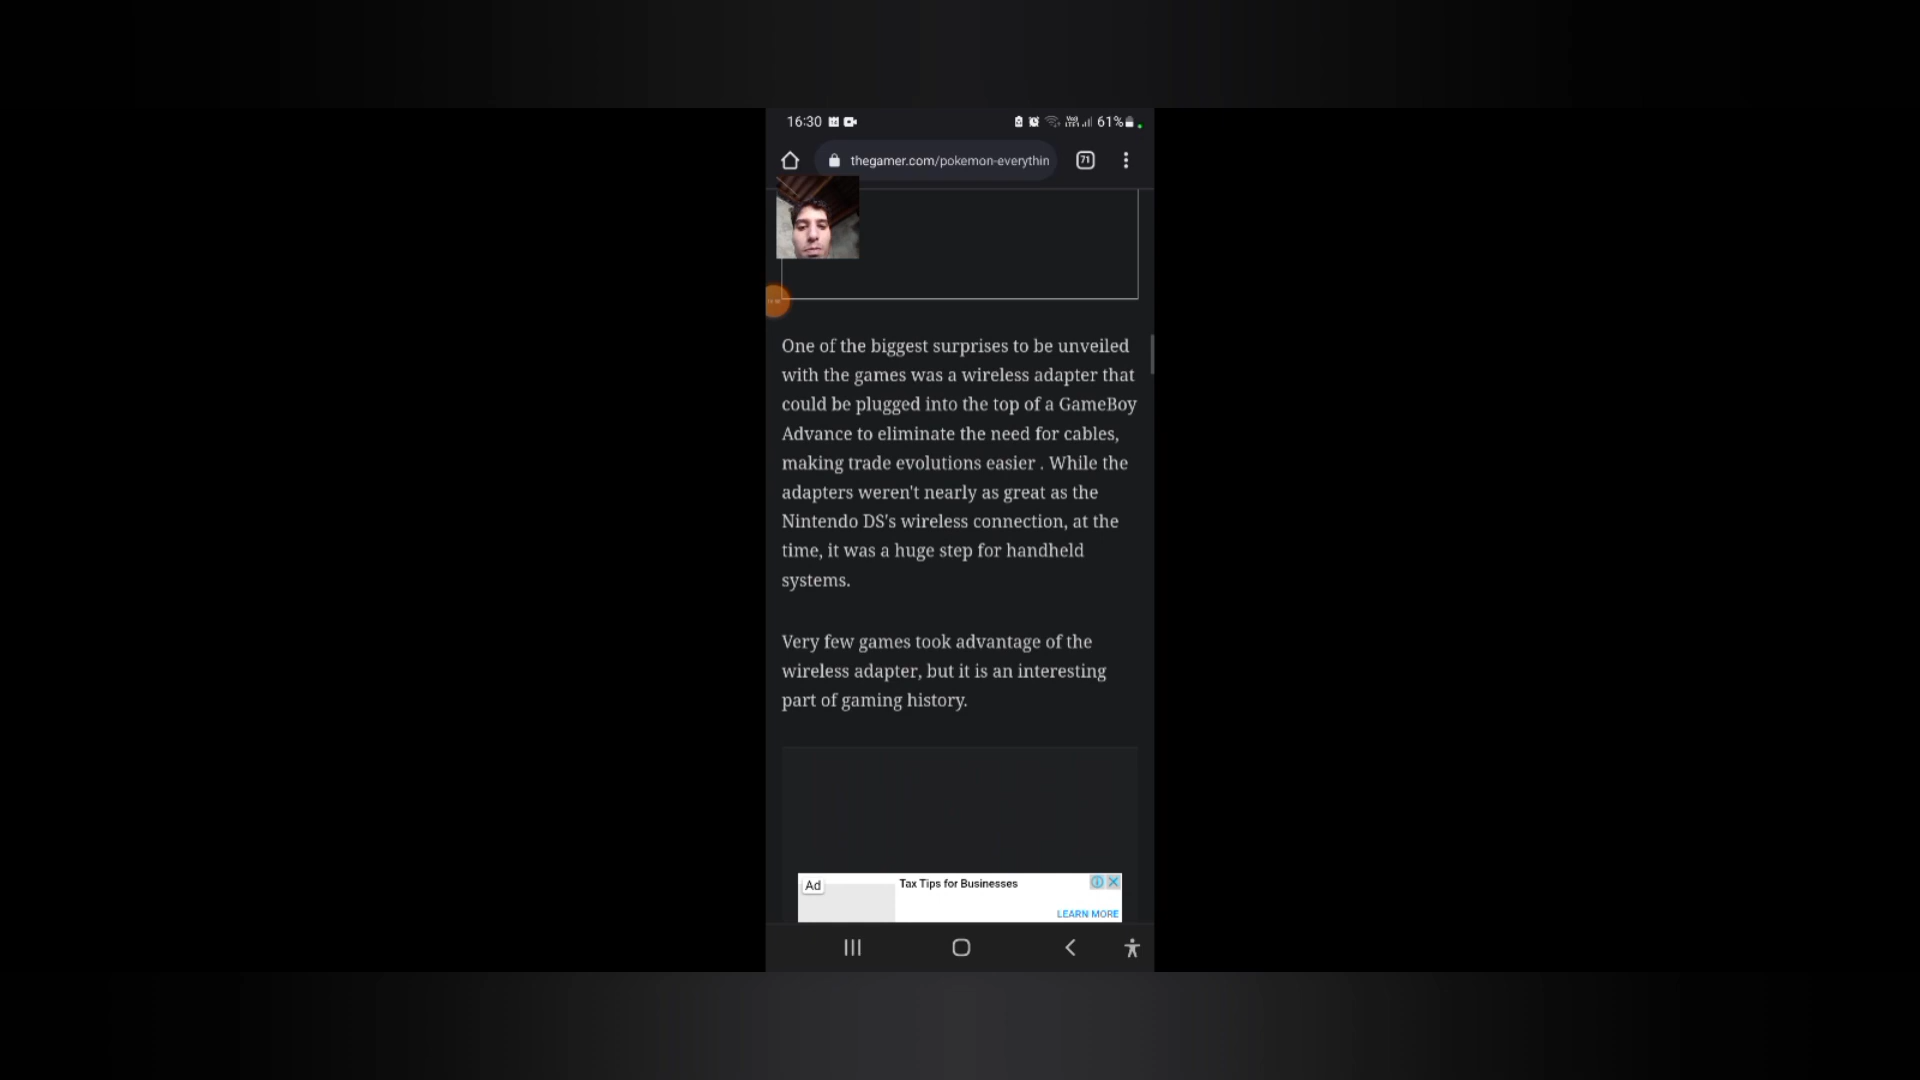 16:30 61%
thegamer.com/pokemon-everythin 71
One of the biggest surprises to be unveiled
with the games was a wireless adapter that
could be plugged into the top of a GameBoy
Advance to eliminate the need for cables,
making trade evolutions easier . While the
adapters weren't nearly as great as the
Nintendo DS's wireless connection, at the
time, it was a huge step for handheld
systems.
Very few games took advantage of the
wireless adapter, but it is an interesting
part of gaming history.
Ad Tax Tips for Businesses
LEARN MORE